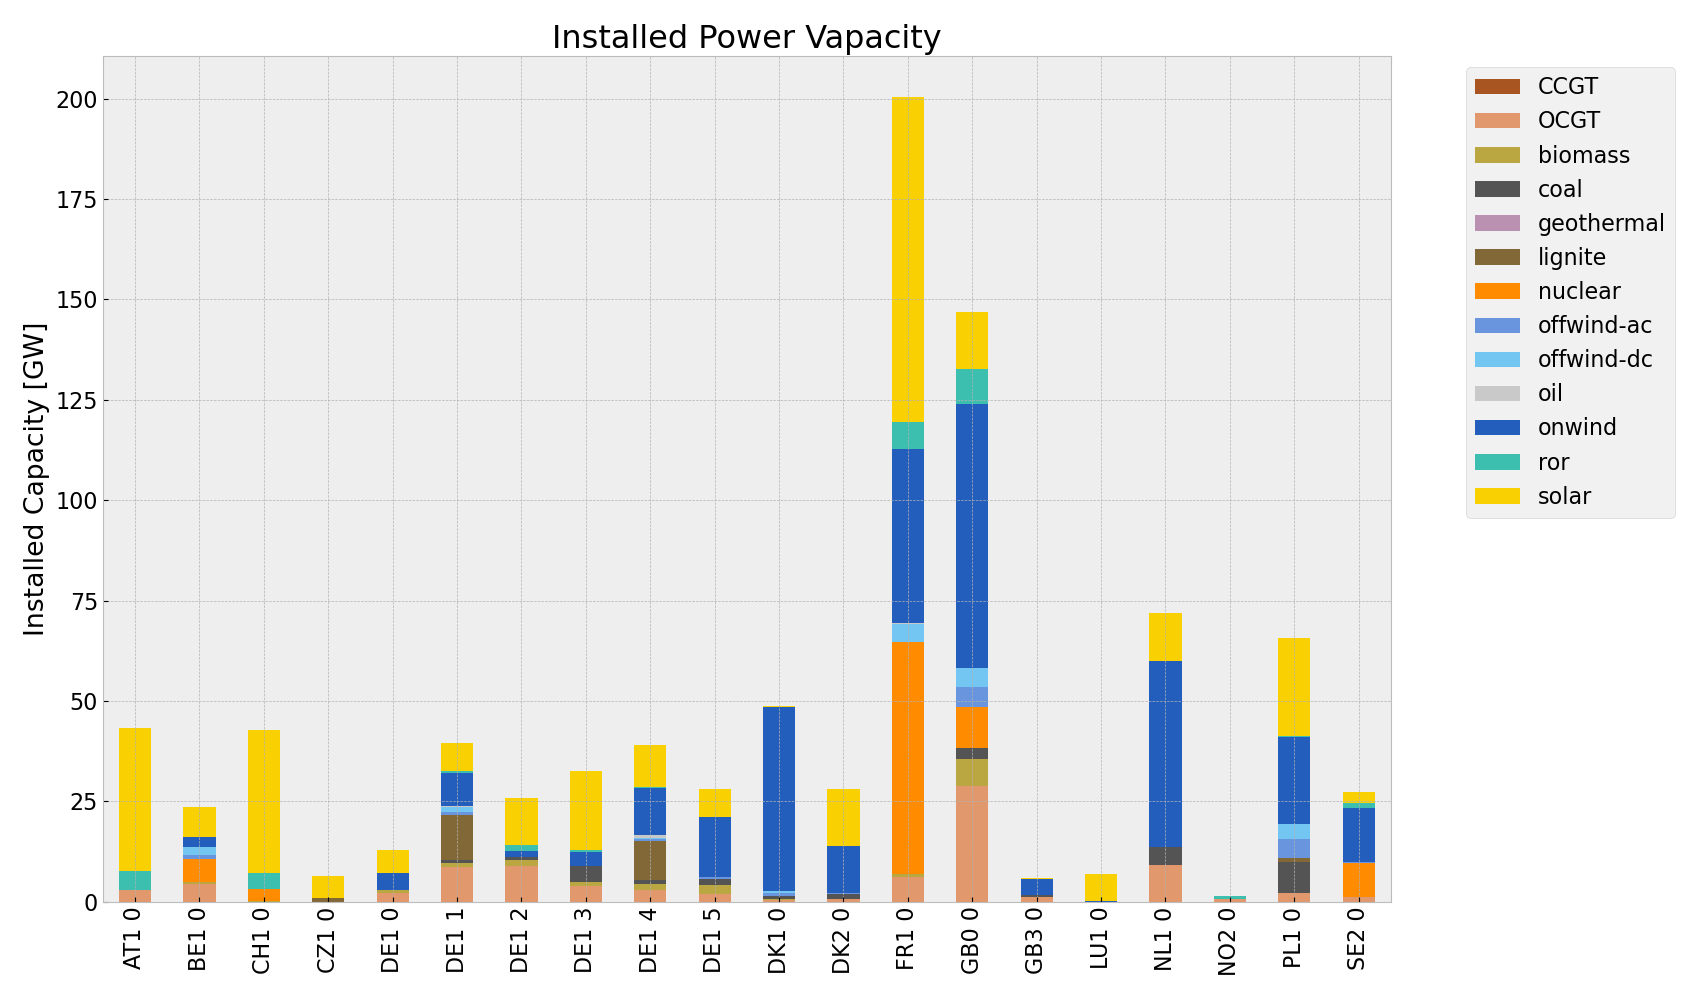 Installed Power Vapacity
Installed Capacity [GW]
200
175
150
125
100
75
50
25
0
AT1 0
BE1 0
CH1 0
CZ1 0
DE1 0
DE1 1
DE1 2
DE1 3
DE1 4
DE1 5
DK1 0
DK2 0
FR1 0
GB0 0
GB3 0
LU1 0
NL1 0
NO2 0
PL1 0
SE2 0
CCGT
OCGT
biomass
coal
geothermal
lignite
nuclear
offwind-ac
offwind-dc
oil
onwind
ror
solar